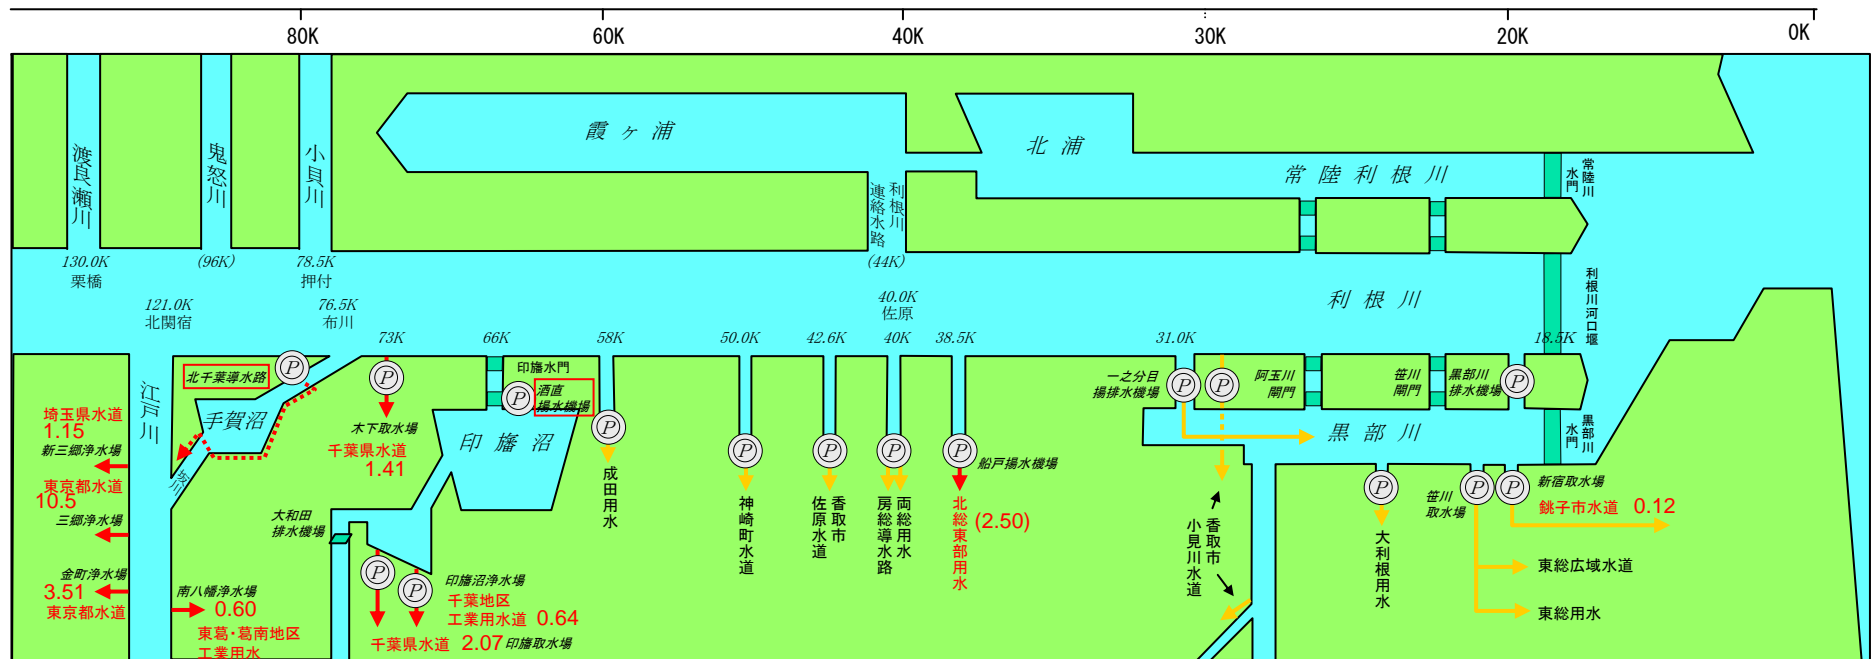 80K
60K
40K
30K
20K
0K
渡良瀬川
鬼怒川
小貝川
霞ヶ浦
北浦
常陸利根川
常陸川
水門
利根川
連絡水路
(44K)
130.0K
栗橋
(96K)
78.5K
押付
121.0K
北関宿
76.5K
布川
40.0K
佐原
利根川
利根川河口堰
73K
66K
58K
50.0K
42.6K
40K
38.5K
31.0K
18.5K
江戸川
北千葉導水路
P
手賀沼
坂川
P
木下取水場
千葉県水道
1.41
印旛水門
P
酒直
揚水機場
印旛沼
P
成田用水
P
神崎町水道
P
香取市
佐原水道
P
両総用水
房総導水路
P
船戸揚水機場
北総東部用水
(2.50)
一之分目
揚排水機場
P
P
阿玉川
閘門
笹川
閘門
黒部川
排水機場
P
黒部川
黒部川
水門
香取市
小見川水道
P
大利根用水
笹川
取水場
P
P
新宿取水場
銚子市水道 0.12
東総広域水道
東総用水
埼玉県水道
1.15
新三郷浄水場
東京都水道
10.5
三郷浄水場
金町浄水場
3.51
東京都水道
南八幡浄水場
0.60
東葛・葛南地区
工業用水
大和田
排水機場
P
P
印旛沼浄水場
千葉地区
工業用水道 0.64
千葉県水道 2.07 印旛取水場